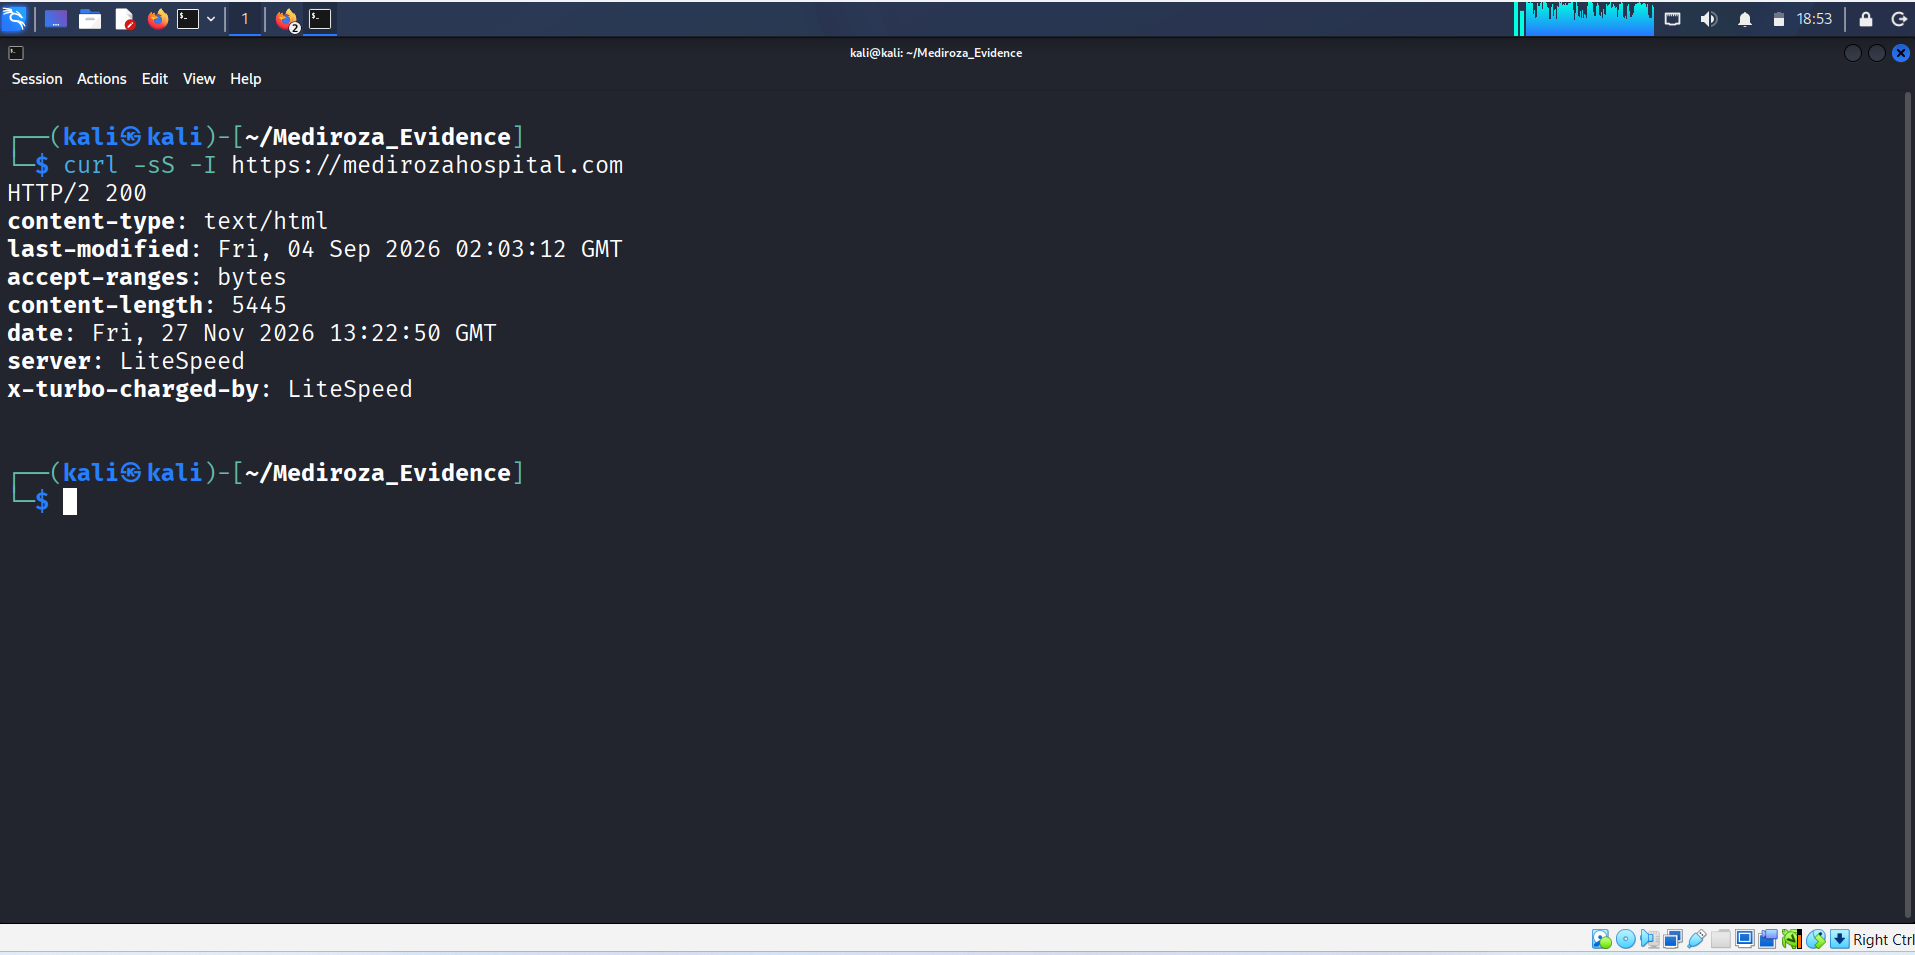 1
2
18:53
kali@kali: ~/Mediroza_Evidence
Session Actions Edit View Help
┌──(kali㉿kali)-[~/Mediroza_Evidence]
└─$ curl -sS -I https://medirozahospital.com
HTTP/2 200
content-type: text/html
last-modified: Fri, 04 Sep 2026 02:03:12 GMT
accept-ranges: bytes
content-length: 5445
date: Fri, 27 Nov 2026 13:22:50 GMT
server: LiteSpeed
x-turbo-charged-by: LiteSpeed
┌──(kali㉿kali)-[~/Mediroza_Evidence]
└─$
Right Ctrl